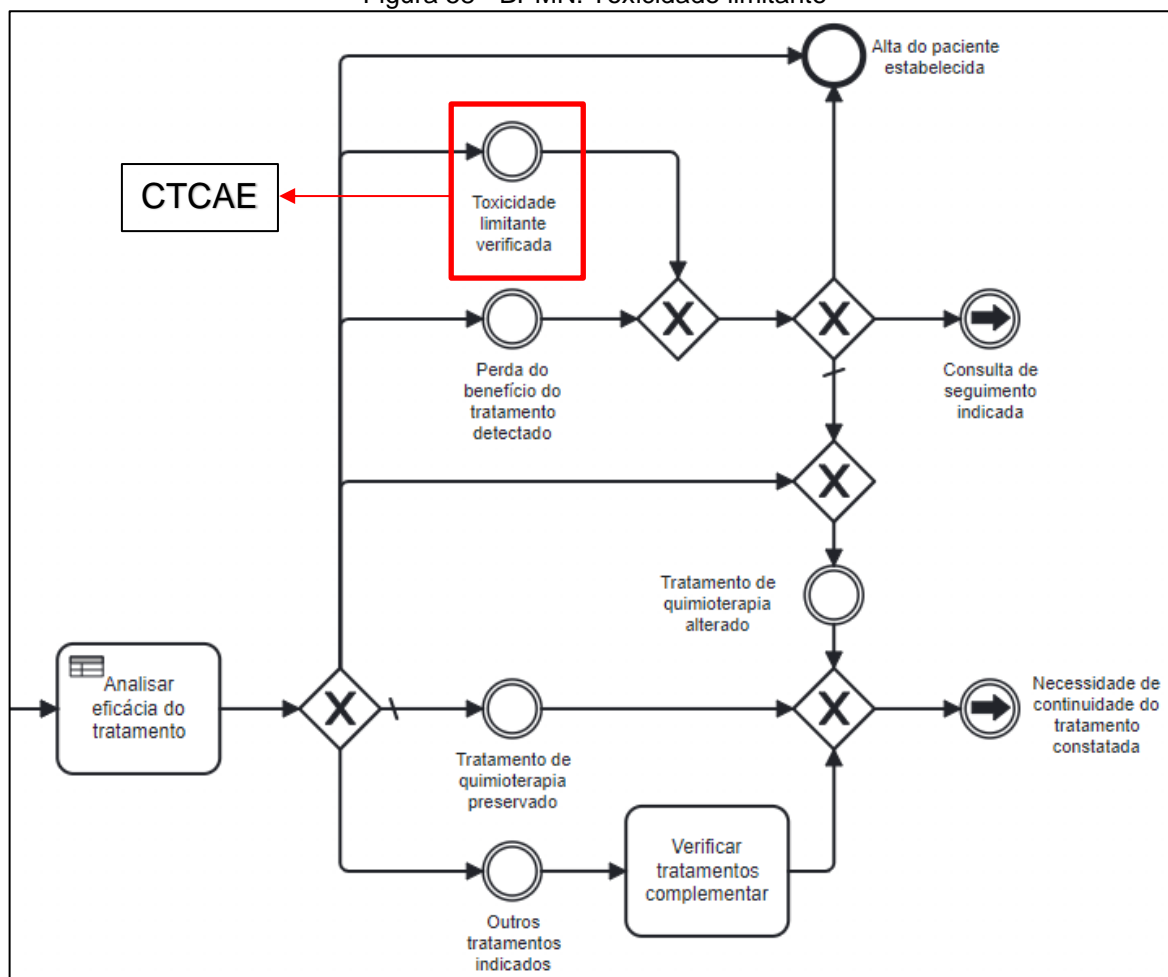 Figura - BPMN: Toxicidade limitante
Alta do paciente
estabelecida
CTCAE
Toxicidade
limitante
verificada
Perda do
benefício do
tratamento
detectado
Consulta de
seguimento
indicada
Tratamento de
quimioterapia
alterado
Analisar
eficácia do
tratamento
Necessidade de
continuidade do
tratamento
constatada
Tratamento de
quimioterapia
preservado
Verificar
tratamentos
complementar
Outros
tratamentos
indicados